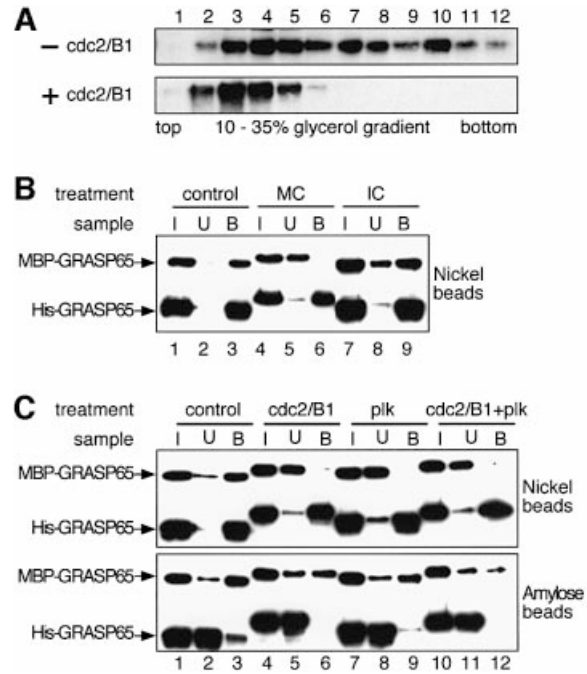 A
1 2 3 4 5 6 7 8 9 10 11 12
− cdc2/B1
+ cdc2/B1
top 10 - 35% glycerol gradient bottom
B
treatment control MC IC
sample I U B I U B I U B
MBP-GRASP65
His-GRASP65
Nickel
beads
1 2 3 4 5 6 7 8 9
C
treatment control cdc2/B1 plk cdc2/B1+plk
sample I U B I U B I U B I U B
MBP-GRASP65
His-GRASP65
Nickel
beads
MBP-GRASP65
His-GRASP65
Amylose
beads
1 2 3 4 5 6 7 8 9 10 11 12